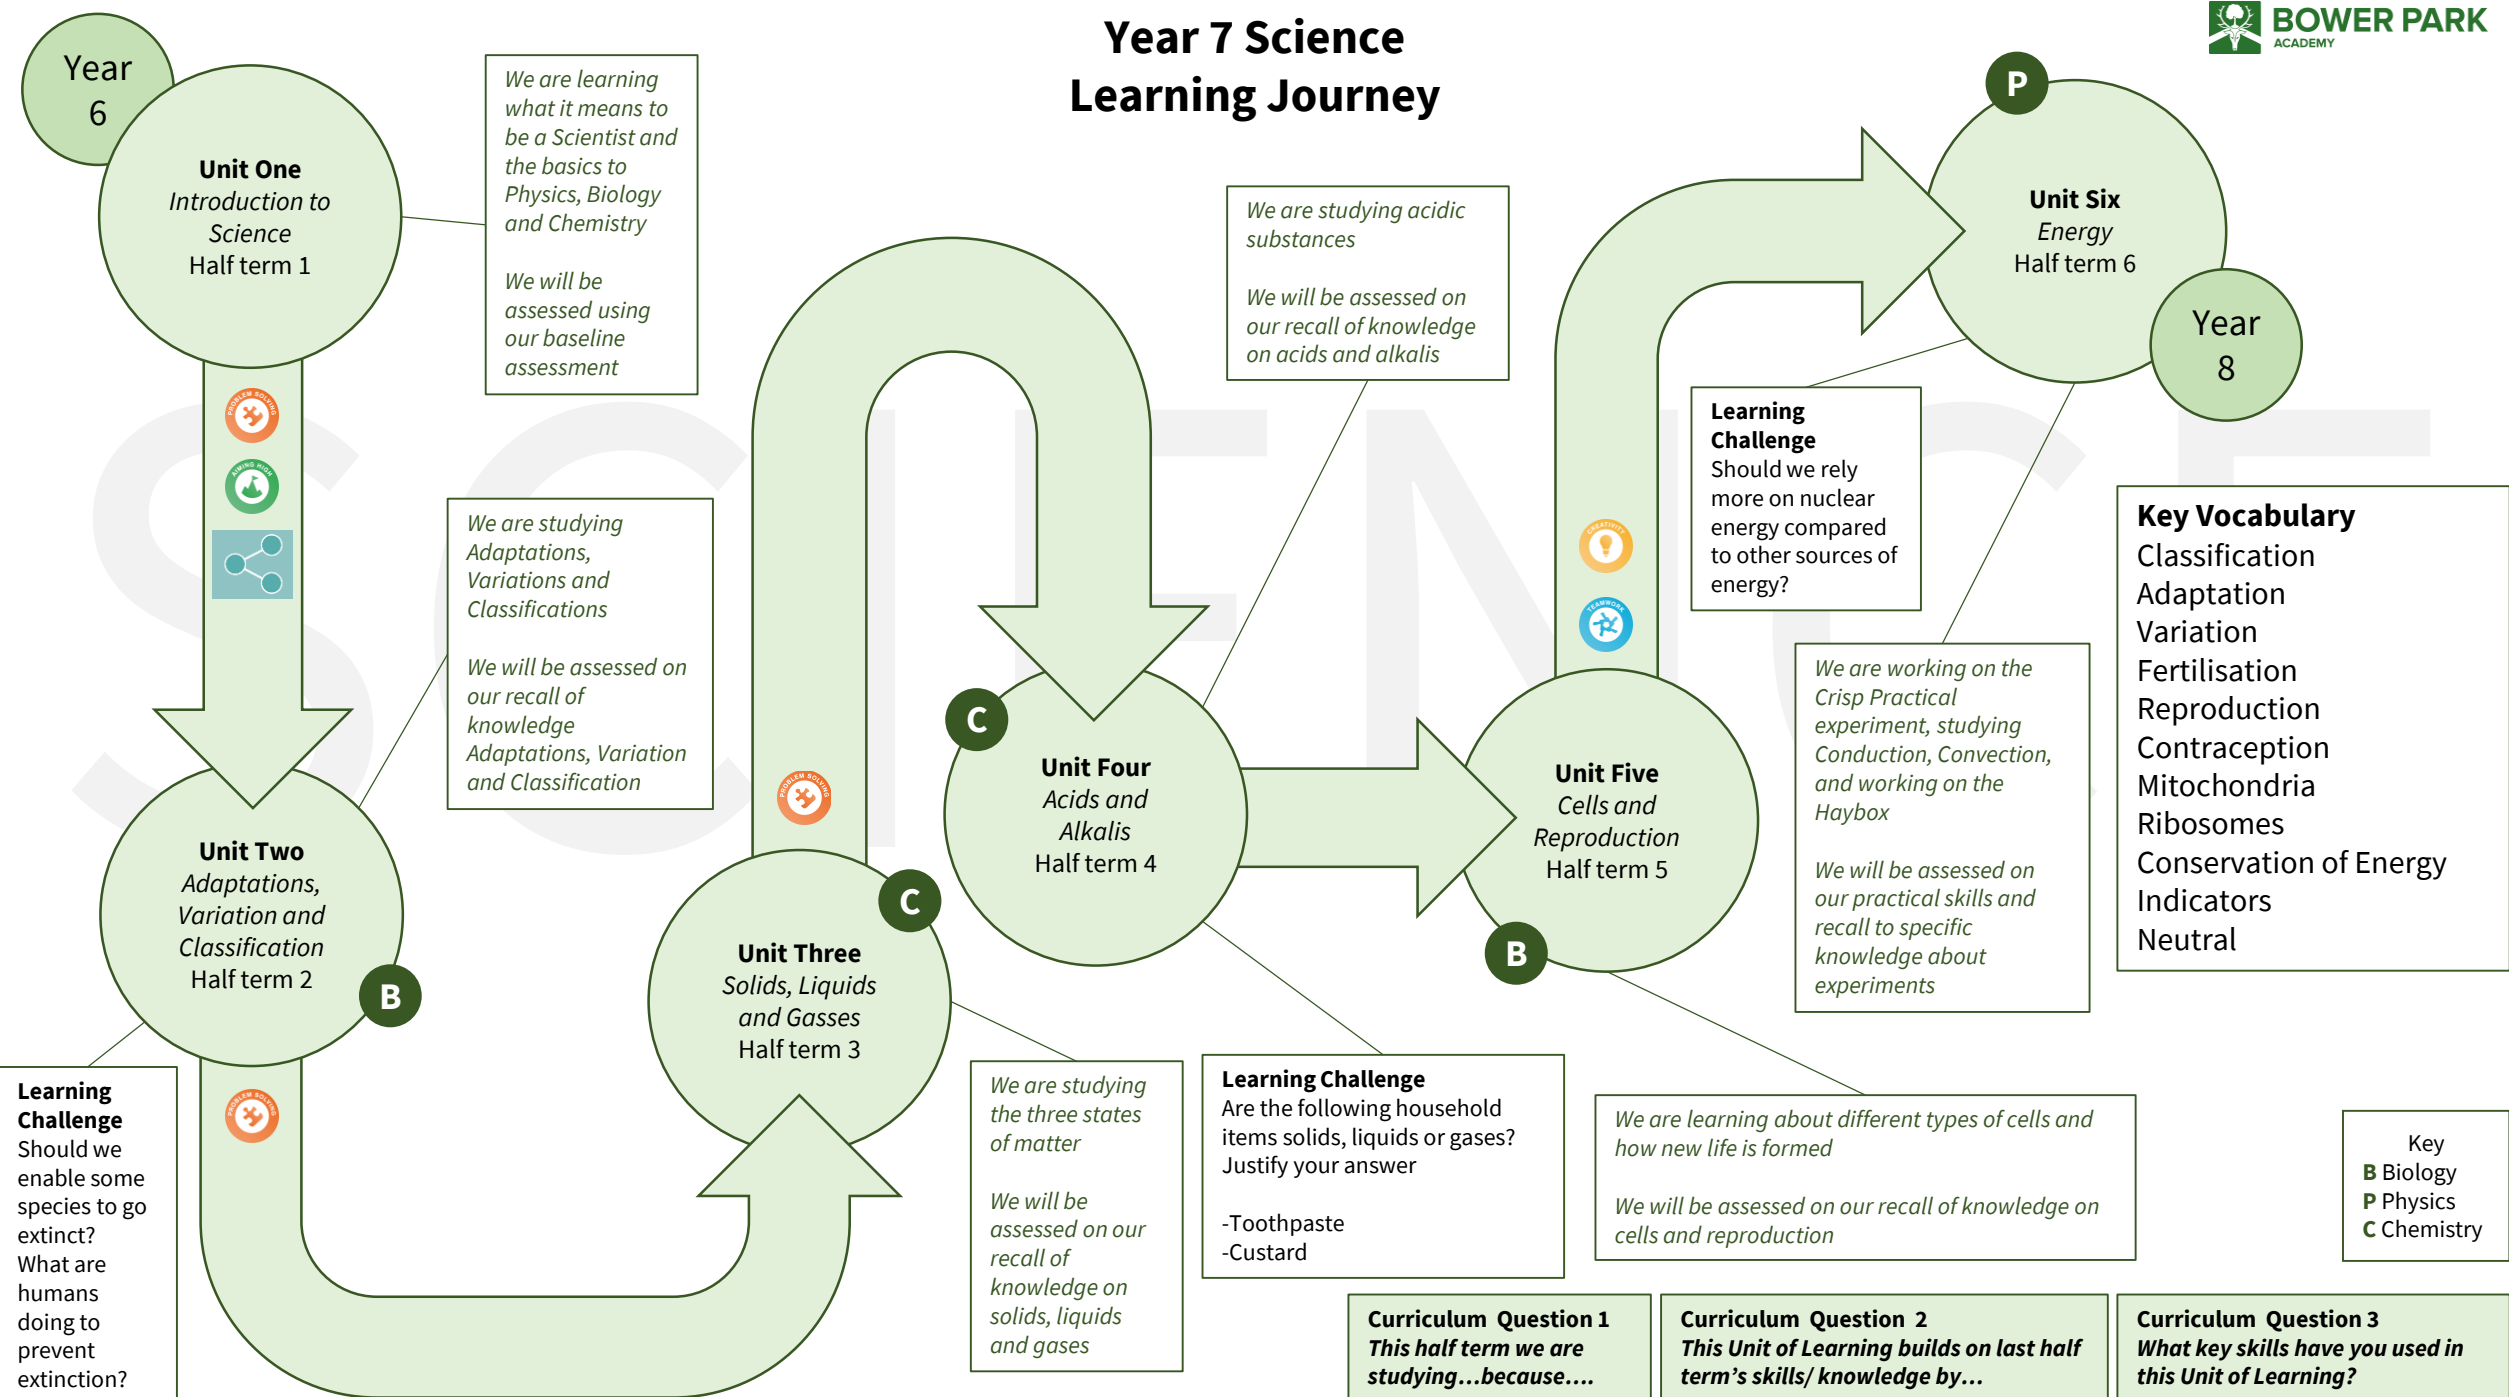 Year 7 Science
Learning Journey
BOWER PARK
ACADEMY
Year
6
Unit One
Introduction to
Science
Half term 1
We are learning
what it means to
be a Scientist and
the basics to
Physics, Biology
and Chemistry
We will be
assessed using
our baseline
assessment
PROBLEM SOLVING
AIMING HIGH
We are studying
Adaptations,
Variations and
Classifications
We will be assessed on
our recall of
knowledge
Adaptations, Variation
and Classification
Unit Two
Adaptations,
Variation and
Classification
Half term 2
B
Learning
Challenge
Should we
enable some
species to go
extinct?
What are
humans
doing to
prevent
extinction?
PROBLEM SOLVING
Unit Three
Solids, Liquids
and Gasses
Half term 3
C
We are studying
the three states
of matter
We will be
assessed on our
recall of
knowledge on
solids, liquids
and gases
PROBLEM SOLVING
We are studying acidic
substances
We will be assessed on
our recall of knowledge
on acids and alkalis
C
Unit Four
Acids and
Alkalis
Half term 4
Learning Challenge
Are the following household
items solids, liquids or gases?
Justify your answer
-Toothpaste
-Custard
Unit Five
Cells and
Reproduction
Half term 5
B
We are learning about different types of cells and
how new life is formed
We will be assessed on our recall of knowledge on
cells and reproduction
CREATIVITY
TEAMWORK
P
Unit Six
Energy
Half term 6
Year
8
Learning
Challenge
Should we rely
more on nuclear
energy compared
to other sources of
energy?
We are working on the
Crisp Practical
experiment, studying
Conduction, Convection,
and working on the
Haybox
We will be assessed on
our practical skills and
recall to specific
knowledge about
experiments
Key Vocabulary
Classification
Adaptation
Variation
Fertilisation
Reproduction
Contraception
Mitochondria
Ribosomes
Conservation of Energy
Indicators
Neutral
Key
B Biology
P Physics
C Chemistry
Curriculum Question 1
This half term we are
studying...because....
Curriculum Question 2
This Unit of Learning builds on last half
term's skills/ knowledge by...
Curriculum Question 3
What key skills have you used in
this Unit of Learning?
SCIENCE